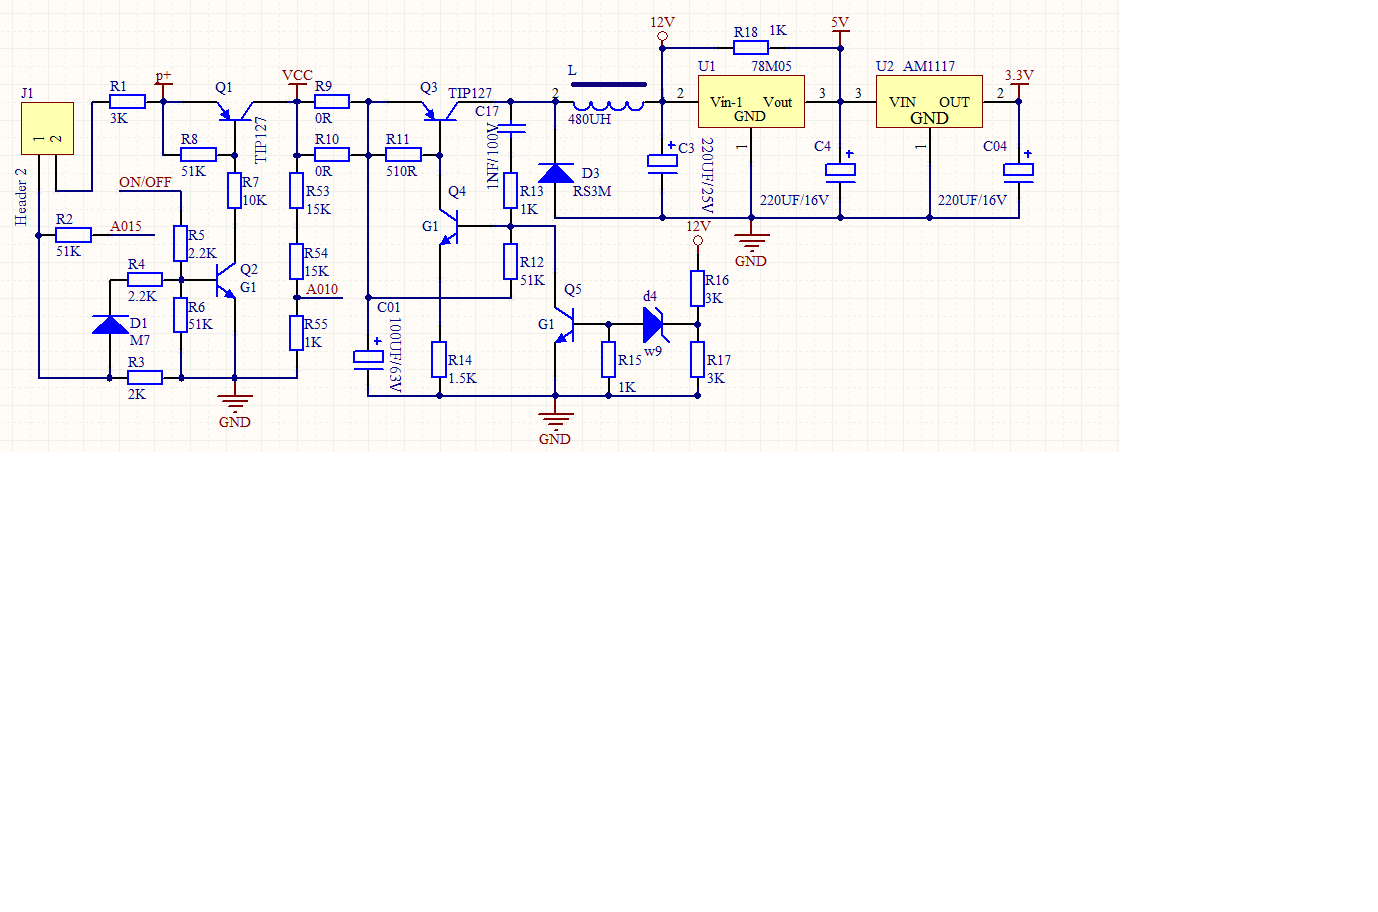 J1
1
2
Header 2
R1
3K
p+
Q1
TIP127
R8
51K
ON/OFF
R7
10K
R2
51K
A015
R5
2.2K
R4
2.2K
Q2
G1
R6
51K
D1
M7
R3
2K
GND
VCC
R9
0R
R10
0R
R53
15K
R54
15K
A010
R55
1K
R11
510R
Q3
TIP127
C17
1NF/100V
Q4
G1
R13
1K
R12
51K
C01
100UF/63V
R14
1.5K
Q5
G1
GND
L
2
480UH
D3
RS3M
12V
R18 1K
5V
U1 78M05
2
Vin-1 Vout
GND
3
1
C3
220UF/25V
C4
220UF/16V
GND
3
U2 AM1117
VIN OUT
GND
2
1
3.3V
C04
220UF/16V
12V
R16
3K
d4
w9
R15
1K
R17
3K
GND